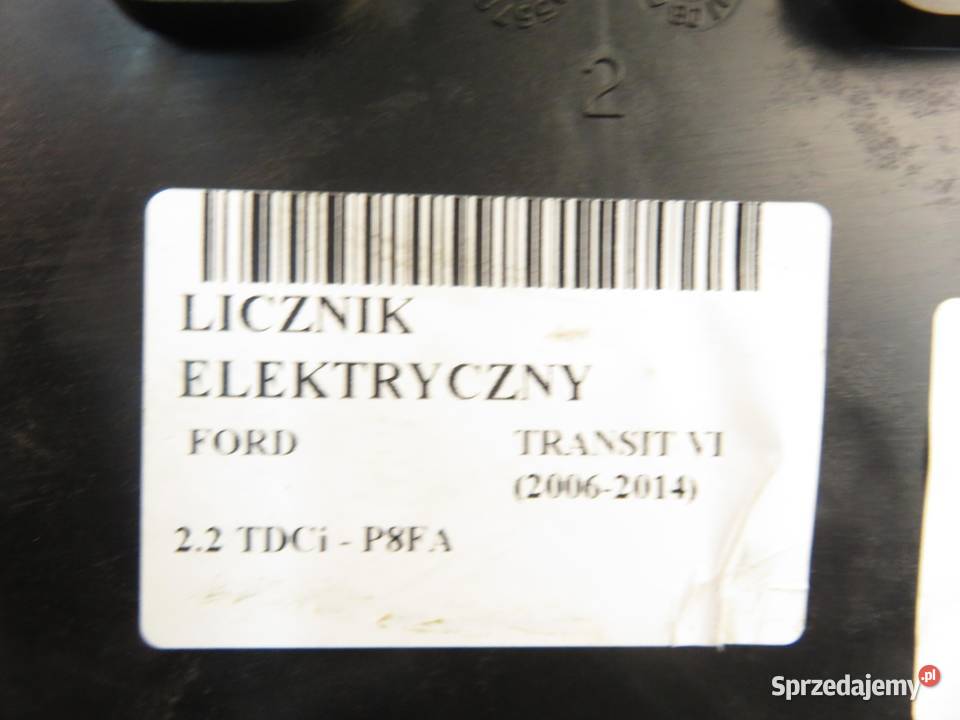 2
LICZNIK
ELEKTRYCZNY
FORD TRANSIT VI
(2006-2014)
2.2 TDCi - P8FA
Sprzedajemy.pl